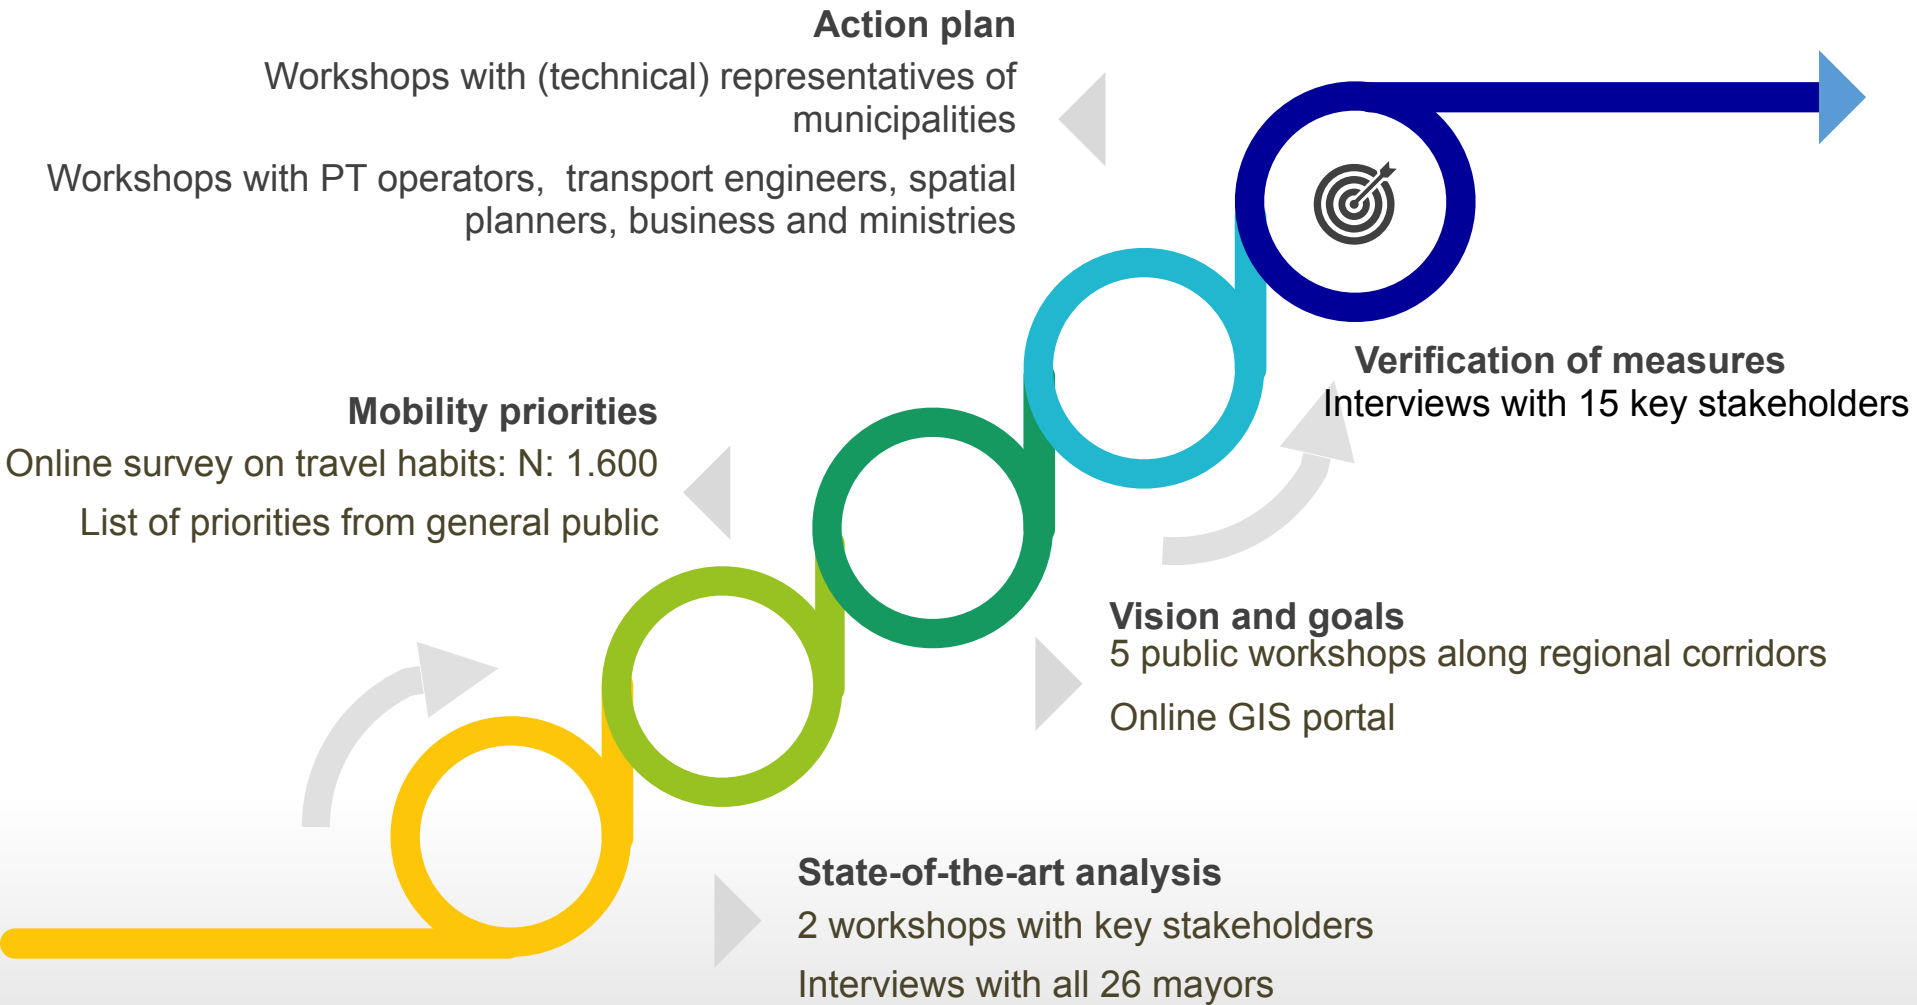 Action plan
Workshops with (technical) representatives of
municipalities
Workshops with PT operators,  transport engineers, spatial
planners, business and ministries
Verification of measures
Interviews with 15 key stakeholders
Mobility priorities
Online survey on travel habits: N: 1.600
List of priorities from general public
Vision and goals
5 public workshops along regional corridors
Online GIS portal
State-of-the-art analysis
2 workshops with key stakeholders
Interviews with all 26 mayors